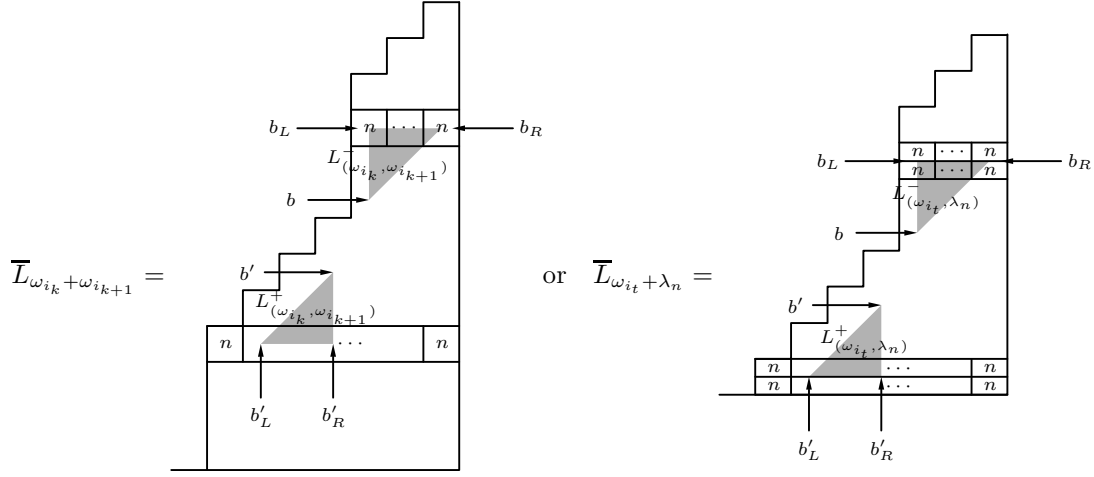 n ··· n
b_L b_R
L^-_{(ω_{i_k}, ω_{i_{k+1}})}
b
b'
L^+_{(ω_{i_k}, ω_{i_{k+1}})}
\overline{L}_{ω_{i_k}+ω_{i_{k+1}}} =
n ··· n
b'_L b'_R
or \overline{L}_{ω_{i_t}+λ_n} =
n ··· n
b_L b_R
n ··· n
L^-_{(ω_{i_t}, λ_n)}
b
b'
L^+_{(ω_{i_t}, λ_n)}
n ··· n
n ··· n
b'_L b'_R